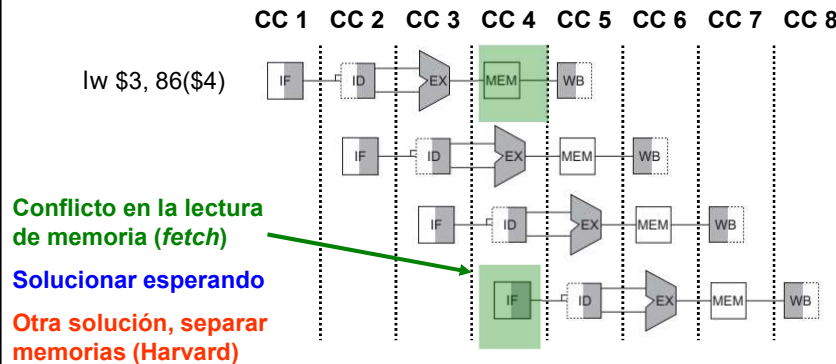 CC 1 CC 2 CC 3 CC 4 CC 5 CC 6 CC 7 CC 8
lw $3, 86($4) IF ID EX MEM WB
IF ID EX MEM WB
IF ID EX MEM WB
Conflicto en la lectura
de memoria (fetch)
Solucionar esperando
IF ID EX MEM WB
Otra solución, separar
memorias (Harvard)